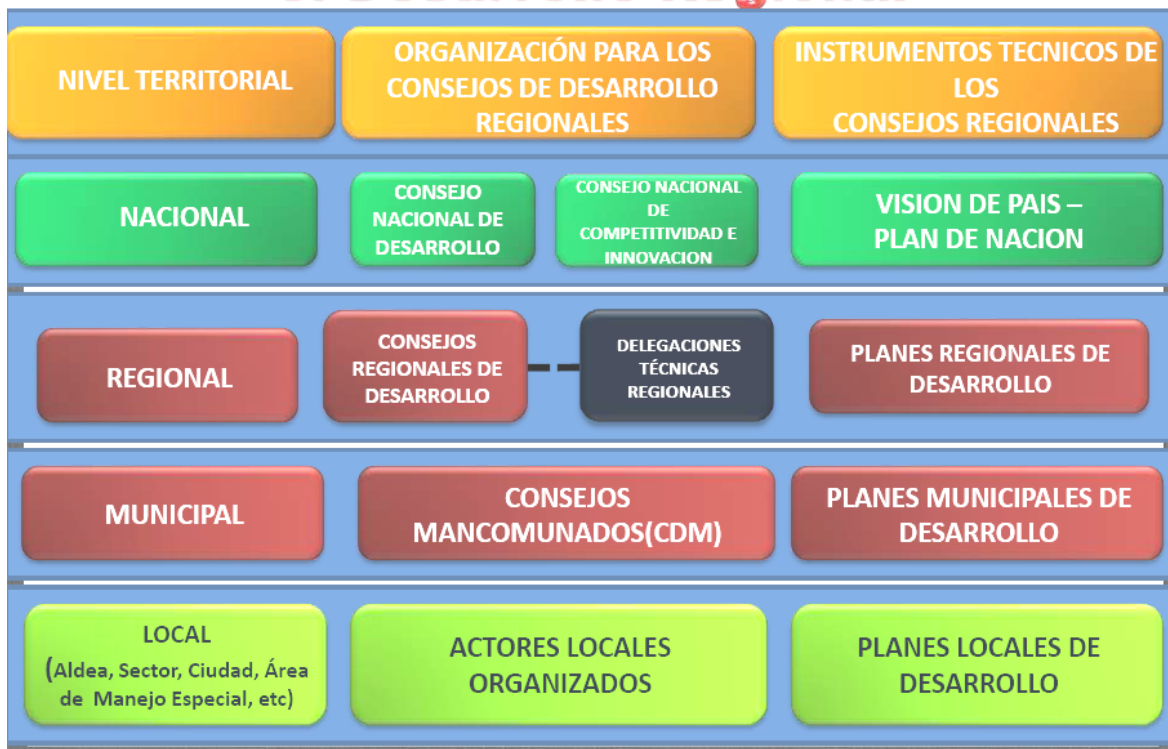 NIVEL TERRITORIAL
ORGANIZACIÓN PARA LOS
CONSEJOS DE DESARROLLO
REGIONALES
INSTRUMENTOS TECNICOS DE
LOS
CONSEJOS REGIONALES
NACIONAL
CONSEJO
NACIONAL DE
DESARROLLO
CONSEJO NACIONAL
DE
COMPETITIVIDAD E
INNOVACION
VISION DE PAIS –
PLAN DE NACION
REGIONAL
CONSEJOS
REGIONALES DE
DESARROLLO
DELEGACIONES
TÉCNICAS
REGIONALES
PLANES REGIONALES DE
DESARROLLO
MUNICIPAL
CONSEJOS
MANCOMUNADOS(CDM)
PLANES MUNICIPALES DE
DESARROLLO
LOCAL
(Aldea, Sector, Ciudad, Área
de Manejo Especial, etc)
ACTORES LOCALES
ORGANIZADOS
PLANES LOCALES DE
DESARROLLO